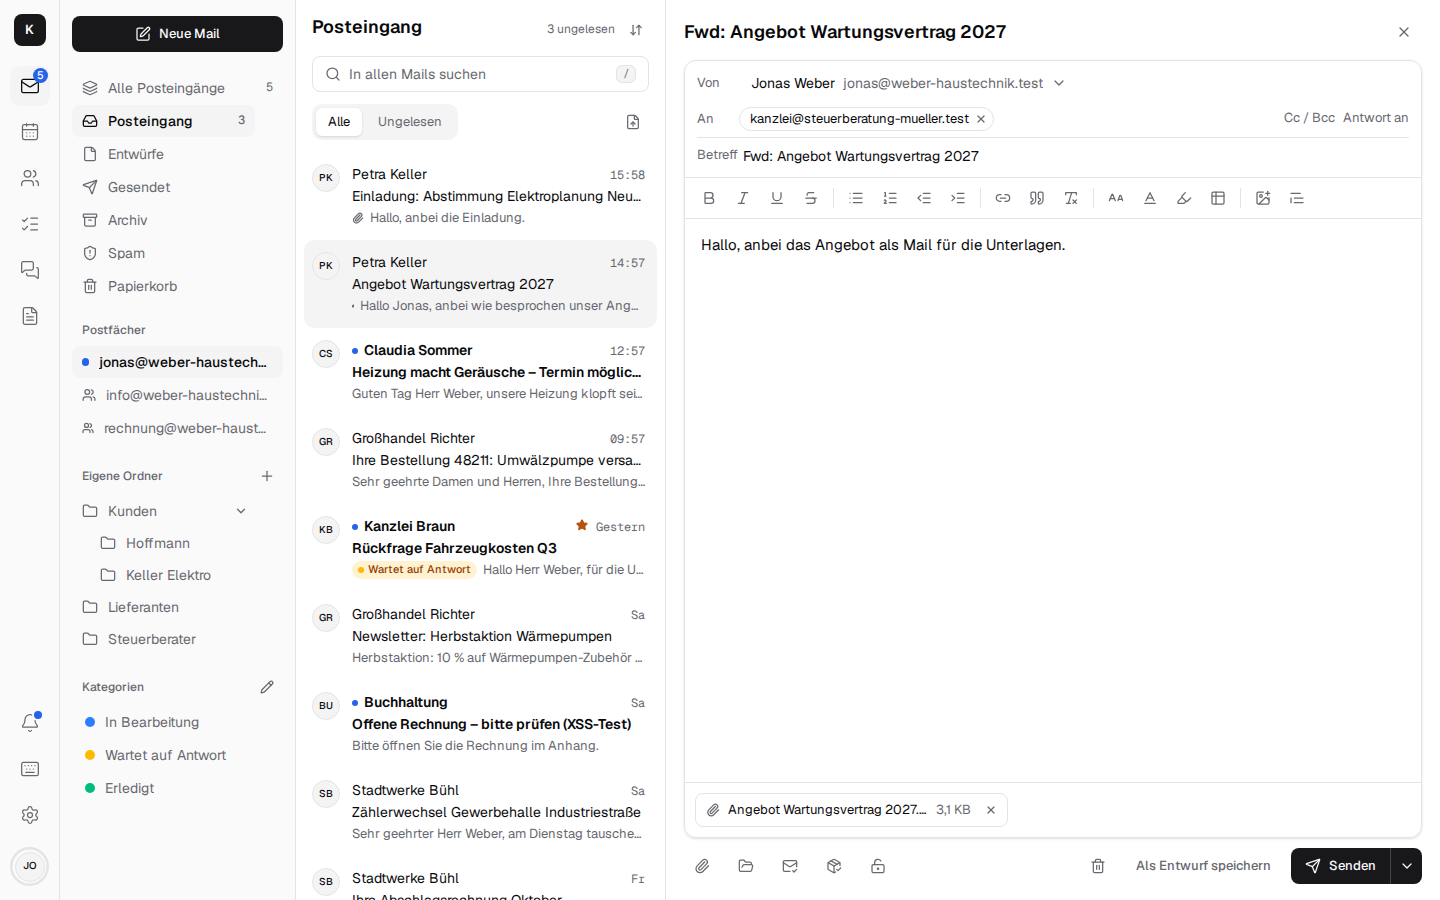 K
5
Neue Mail
Alle Posteingänge 5
Posteingang 3
Entwürfe
Gesendet
Archiv
Spam
Papierkorb
Postfächer
jonas@weber-haustech...
info@weber-haustechni...
rechnung@weber-haust...
Eigene Ordner
Kunden
Hoffmann
Keller Elektro
Lieferanten
Steuerberater
Kategorien
In Bearbeitung
Wartet auf Antwort
Erledigt
JO
Posteingang 3 ungelesen
In allen Mails suchen /
Alle Ungelesen
PK Petra Keller 15:58
Einladung: Abstimmung Elektroplanung Neu...
Hallo, anbei die Einladung.
PK Petra Keller 14:57
Angebot Wartungsvertrag 2027
Hallo Jonas, anbei wie besprochen unser Ang...
CS Claudia Sommer 12:57
Heizung macht Geräusche – Termin möglic...
Guten Tag Herr Weber, unsere Heizung klopft sei...
GR Großhandel Richter 09:57
Ihre Bestellung 48211: Umwälzpumpe versa...
Sehr geehrte Damen und Herren, Ihre Bestellung...
KB Kanzlei Braun Gestern
Rückfrage Fahrzeugkosten Q3
Wartet auf Antwort Hallo Herr Weber, für die U...
GR Großhandel Richter Sa
Newsletter: Herbstaktion Wärmepumpen
Herbstaktion: 10 % auf Wärmepumpen-Zubehör ...
BU Buchhaltung Sa
Offene Rechnung – bitte prüfen (XSS-Test)
Bitte öffnen Sie die Rechnung im Anhang.
SB Stadtwerke Bühl Sa
Zählerwechsel Gewerbehalle Industriestraße
Sehr geehrter Herr Weber, am Dienstag tausche...
SB Stadtwerke Bühl Fr
Ihre Abschlagsrechnung Oktober
Fwd: Angebot Wartungsvertrag 2027
Von Jonas Weber jonas@weber-haustechnik.test
An kanzlei@steuerberatung-mueller.test Cc / Bcc Antwort an
Betreff Fwd: Angebot Wartungsvertrag 2027
Hallo, anbei das Angebot als Mail für die Unterlagen.
Angebot Wartungsvertrag 2027.... 3,1 KB
Als Entwurf speichern Senden